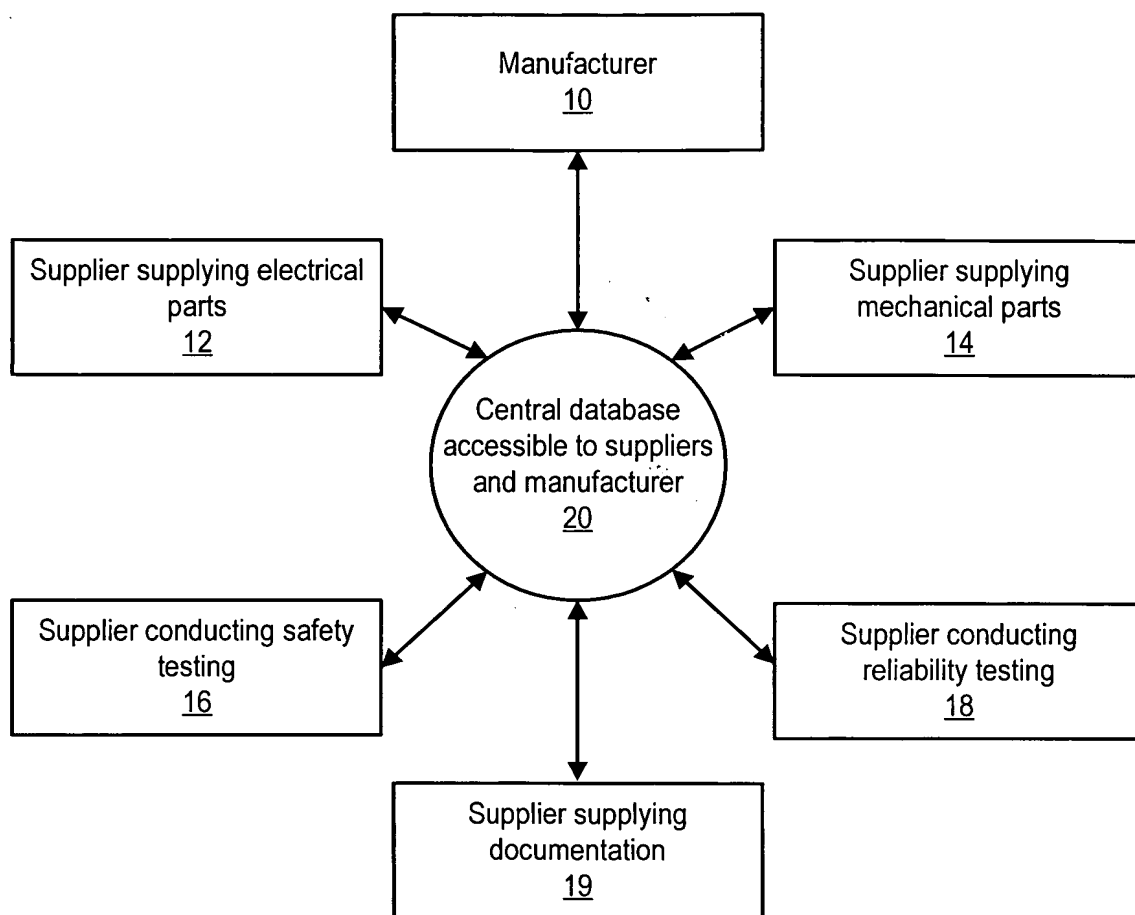 Manufacturer
10
Supplier supplying electrical
parts
12
Supplier supplying
mechanical parts
14
Central database
accessible to suppliers
and manufacturer
20
Supplier conducting safety
testing
16
Supplier conducting
reliability testing
18
Supplier supplying
documentation
19